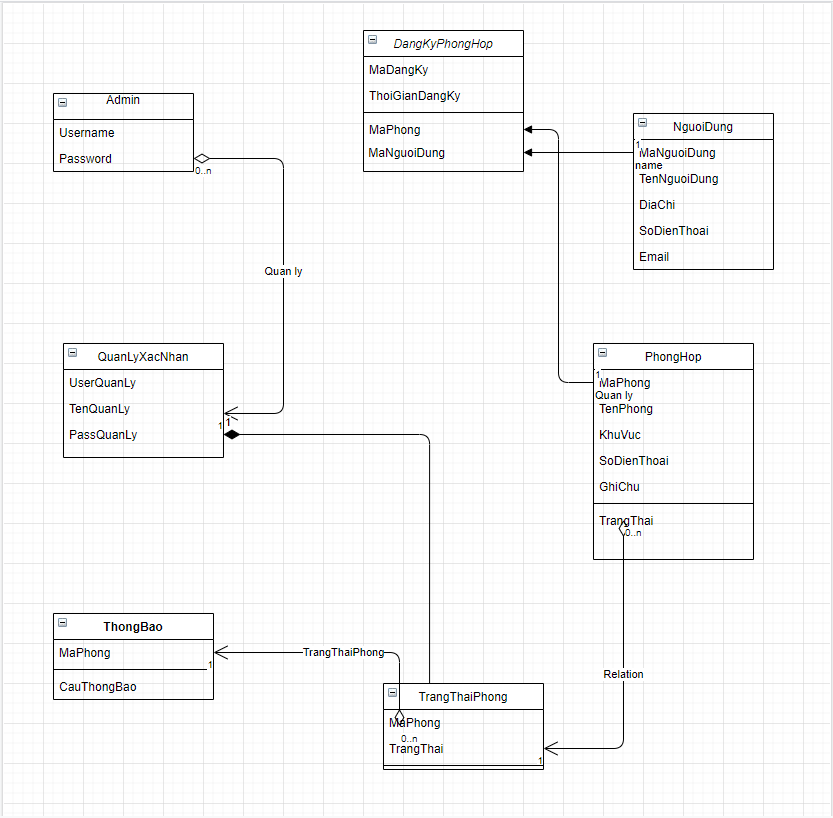 DangKyPhongHop
MaDangKy
ThoiGianDangKy
MaPhong
MaNguoiDung
Admin
Username
Password
0..n
NguoiDung
1
MaNguoiDung
name
TenNguoiDung
DiaChi
SoDienThoai
Email
Quan ly
QuanLyXacNhan
UserQuanLy
TenQuanLy
PassQuanLy
1
1
PhongHop
1
MaPhong
Quan ly
TenPhong
KhuVuc
SoDienThoai
GhiChu
TrangThai
0..n
ThongBao
MaPhong
1
CauThongBao
TrangThaiPhong
Relation
TrangThaiPhong
MaPhong
0..n
TrangThai
1